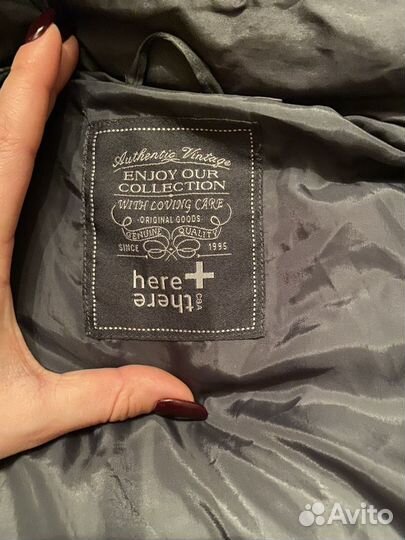 Authentic Vintage
ENJOY OUR
COLLECTION
WITH LOVING CARE
ORIGINAL GOODS
GENUINE QUALITY
SINCE 1995
here+
there
C&A
Avito